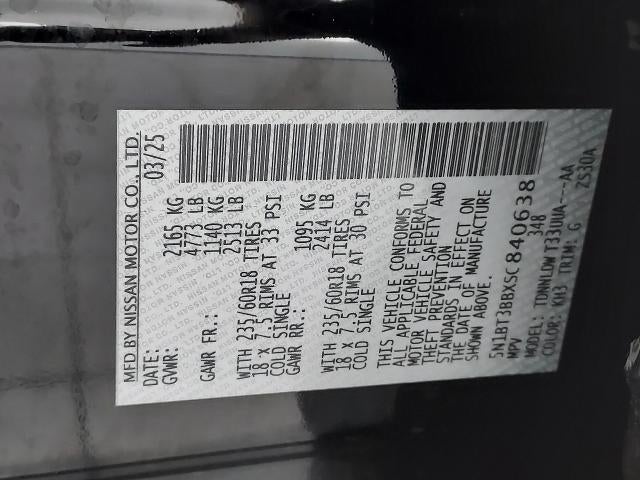 MFD BY NISSAN MOTOR CO., LTD.
DATE: 03/25
GVWR: 2165 KG
4773 LB
GAWR FR.: 1140 KG
2513 LB
WITH 235/60R18 TIRES
18 X 7.5 RIMS AT 33 PSI
COLD SINGLE
GAWR RR.: 1095 KG
2414 LB
WITH 235/60R18 TIRES
18 X 7.5 RIMS AT 30 PSI
COLD SINGLE
THIS VEHICLE CONFORMS TO
ALL APPLICABLE FEDERAL
MOTOR VEHICLE SAFETY AND
THEFT PREVENTION
STANDARDS IN EFFECT ON
THE DATE OF MANUFACTURE
SHOWN ABOVE.
5N1BT3BBXSC840638
MPV 348
MODEL: TDWNLDWT33UUA---AA
COLOR: KH3 TRIM: G ZS30A